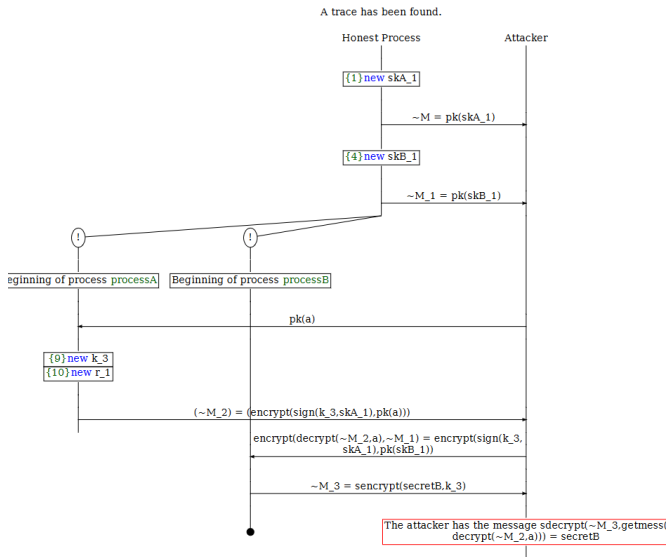 A trace has been found.
Honest Process
Attacker
{1}new skA_1
~M = pk(skA_1)
{4}new skB_1
~M_1 = pk(skB_1)
!
!
eginning of process processA
Beginning of process processB
pk(a)
{9}new k_3
{10}new r_1
(~M_2) = (encrypt(sign(k_3,skA_1),pk(a)))
encrypt(decrypt(~M_2,a),~M_1) = encrypt(sign(k_3,
skA_1),pk(skB_1))
~M_3 = sencrypt(secretB,k_3)
The attacker has the message sdecrypt(~M_3,getmess(
decrypt(~M_2,a))) = secretB